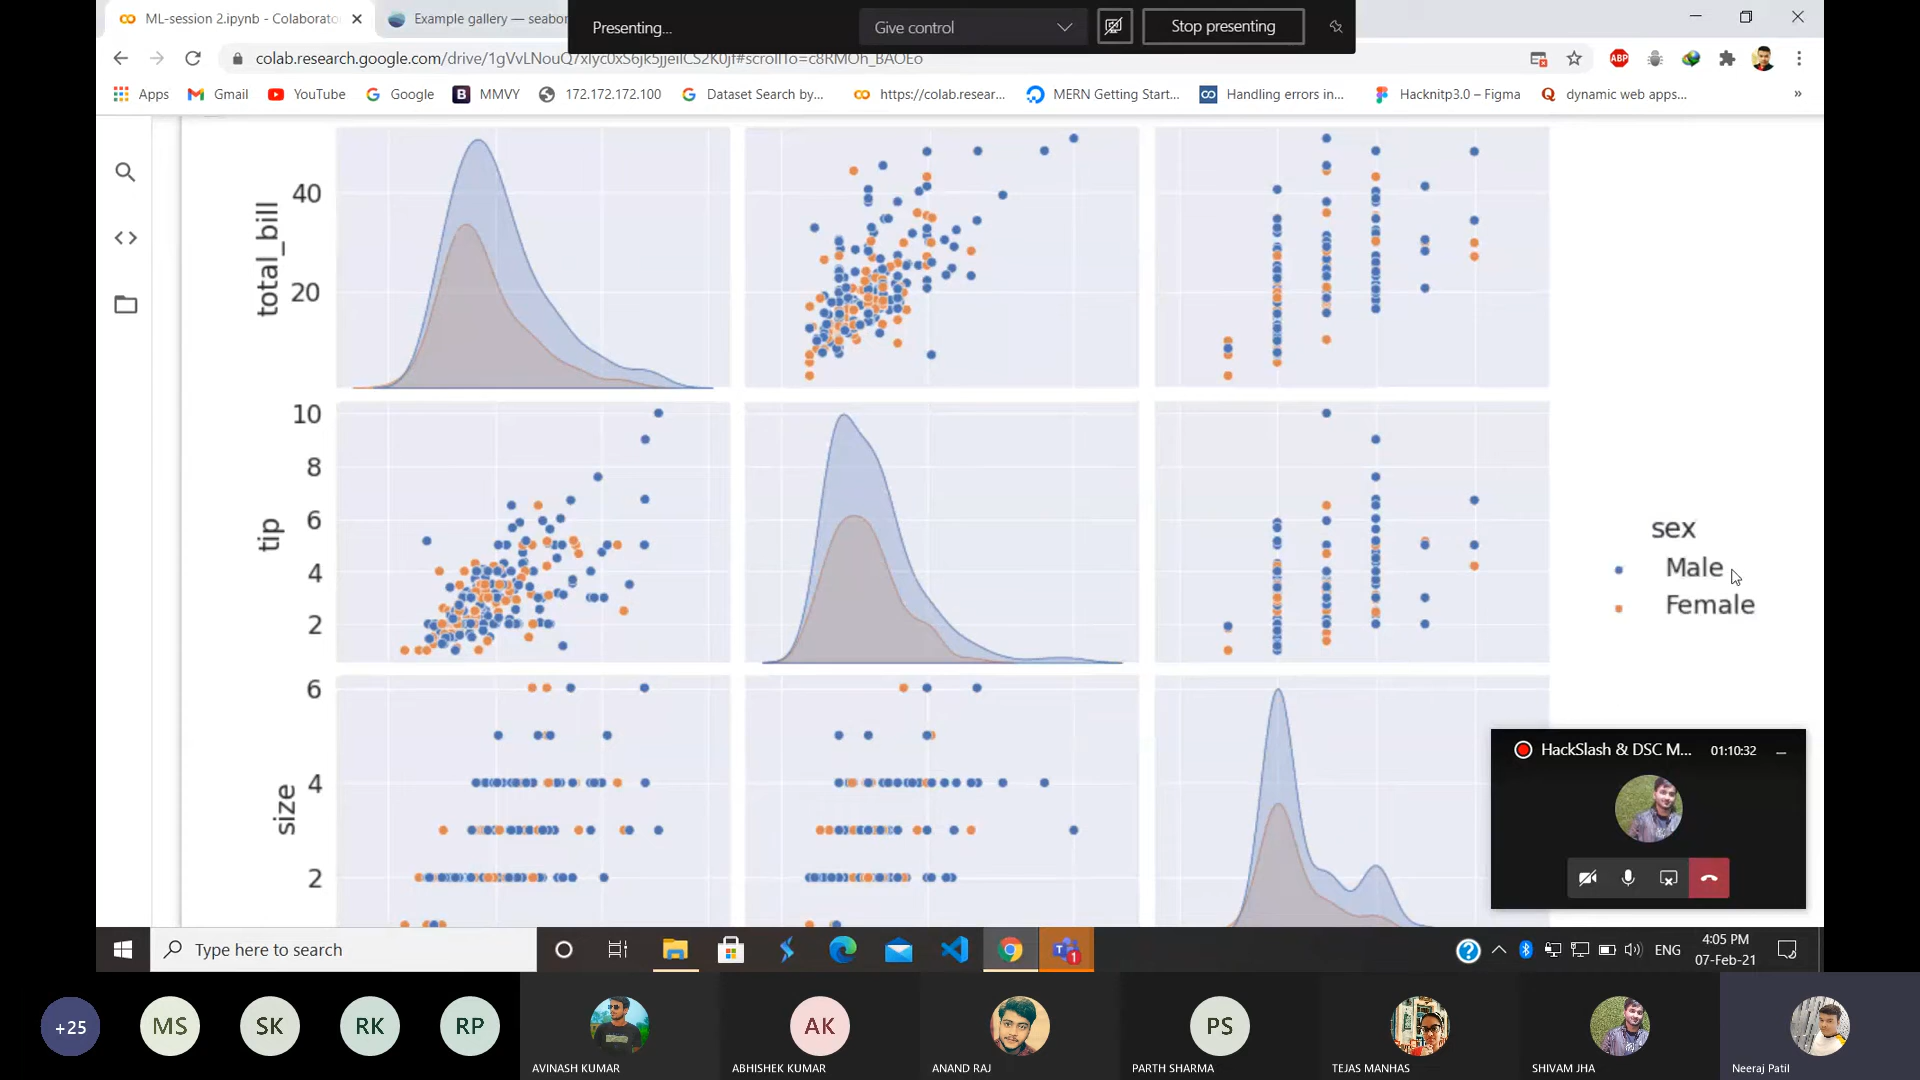 ML-session 2.ipynb - Colaborato
Example gallery — seabor
Presenting...
Give control
Stop presenting
colab.research.google.com/drive/
Apps
Gmail
YouTube
Google
MMVY
172.172.172.100
Dataset Search by...
https://colab.resear...
MERN Getting Start...
Handling errors in...
Hacknitp3.0 – Figma
dynamic web apps...
»
total_bill
40
20
tip
10
8
6
4
2
size
6
4
2
sex
Male
Female
HackSlash & DSC M...
01:10:32
Type here to search
ENG
4:05 PM
07-Feb-21
+25
MS
SK
RK
RP
AVINASH KUMAR
AK
ABHISHEK KUMAR
ANAND RAJ
PS
PARTH SHARMA
TEJAS MANHAS
SHIVAM JHA
Neeraj Patil